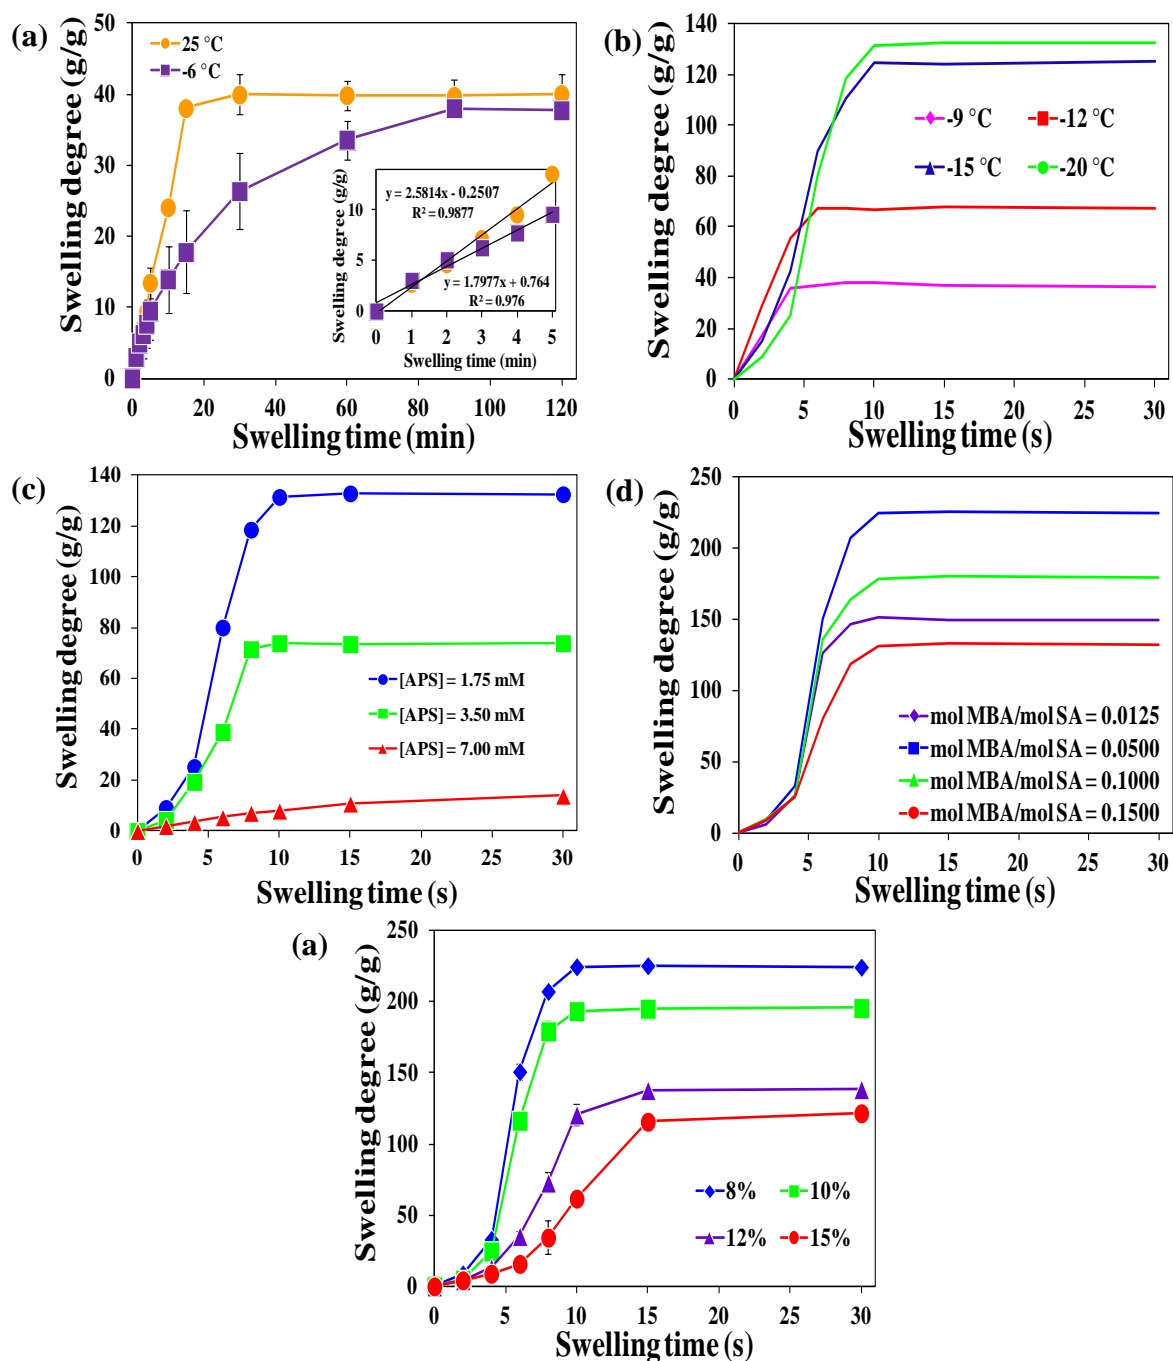 (a)
Swelling degree (g/g)
140
25 °C
-6 °C
50
40
30
20
10
0
0 20 40 60 80 100 120
Swelling time (min)
Swelling degree (g/g)
10
5
0
y = 2.5814x - 0.2507
R² = 0.9877
y = 1.7977x + 0.764
R² = 0.976
0 1 2 3 4 5
Swelling time (min)
(b)
Swelling degree (g/g)
140
120
100
80
60
40
20
0
-9 °C -12 °C
-15 °C -20 °C
0 5 10 15 20 25 30
Swelling time (s)
(c)
Swelling degree (g/g)
140
120
100
80
60
40
20
0
[APS] = 1.75 mM
[APS] = 3.50 mM
[APS] = 7.00 mM
0 5 10 15 20 25 30
Swelling time (s)
(d)
Swelling degree (g/g)
250
200
150
100
50
0
mol MBA/mol SA = 0.0125
mol MBA/mol SA = 0.0500
mol MBA/mol SA = 0.1000
mol MBA/mol SA = 0.1500
0 5 10 15 20 25 30
Swelling time (s)
(a)
Swelling degree (g/g)
250
200
150
100
50
0
8% 10%
12% 15%
0 5 10 15 20 25 30
Swelling time (s)